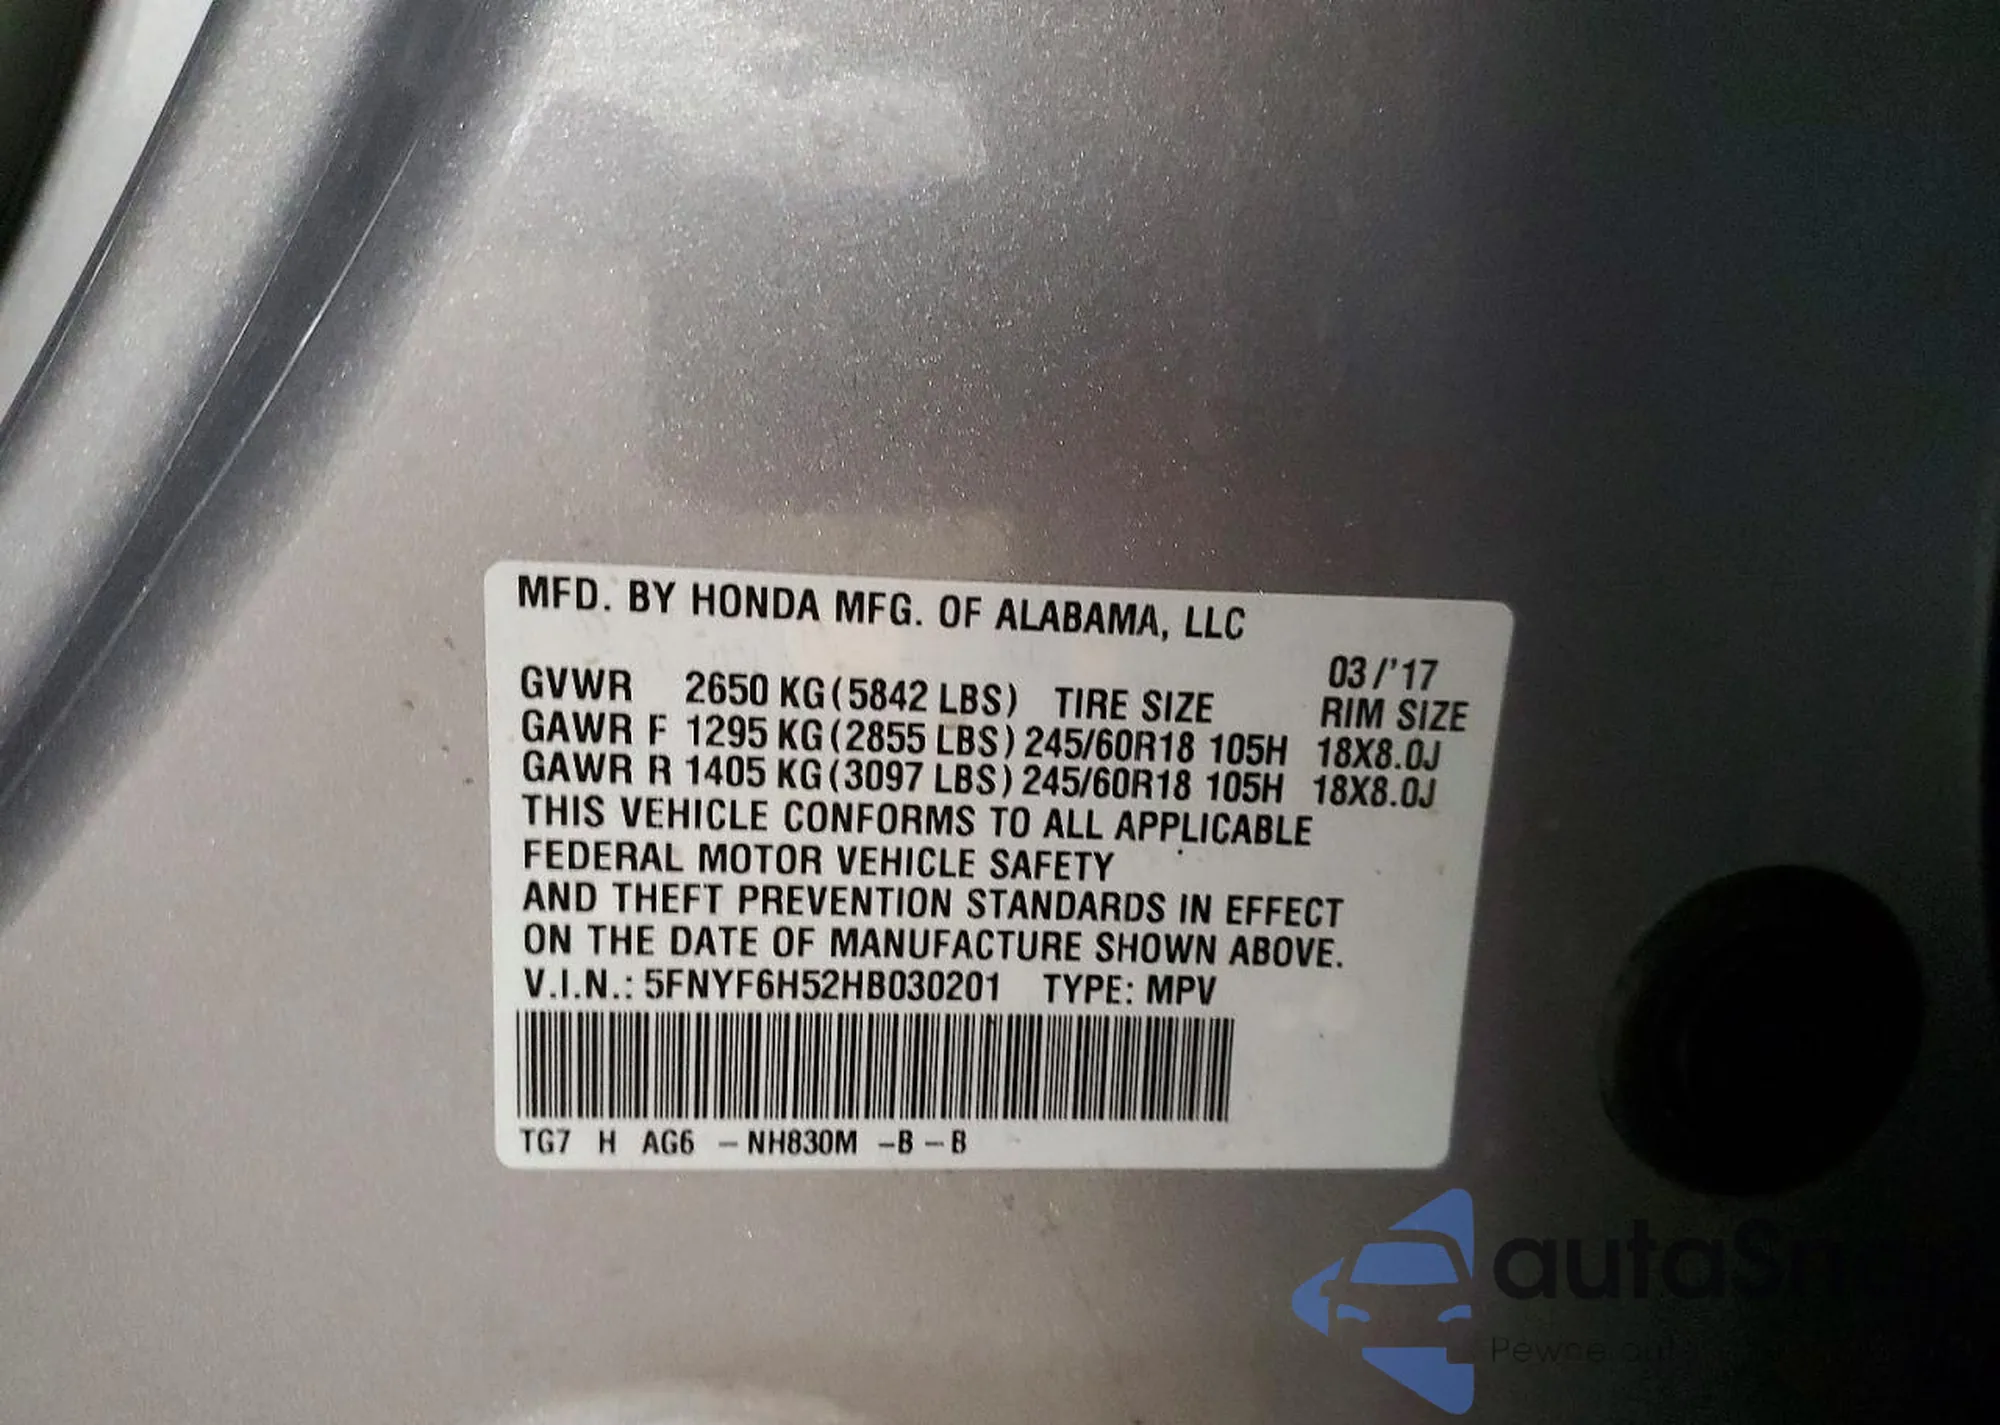 MFD. BY HONDA MFG. OF ALABAMA, LLC
03/'17
GVWR 2650 KG(5842 LBS) TIRE SIZE RIM SIZE
GAWR F 1295 KG(2855 LBS) 245/60R18 105H 18X8.0J
GAWR R 1405 KG(3097 LBS) 245/60R18 105H 18X8.0J
THIS VEHICLE CONFORMS TO ALL APPLICABLE
FEDERAL MOTOR VEHICLE SAFETY
AND THEFT PREVENTION STANDARDS IN EFFECT
ON THE DATE OF MANUFACTURE SHOWN ABOVE.
V.I.N.: 5FNYF6H52HB030201 TYPE: MPV
TG7 H AG6 -NH830M -B-B
Pewne